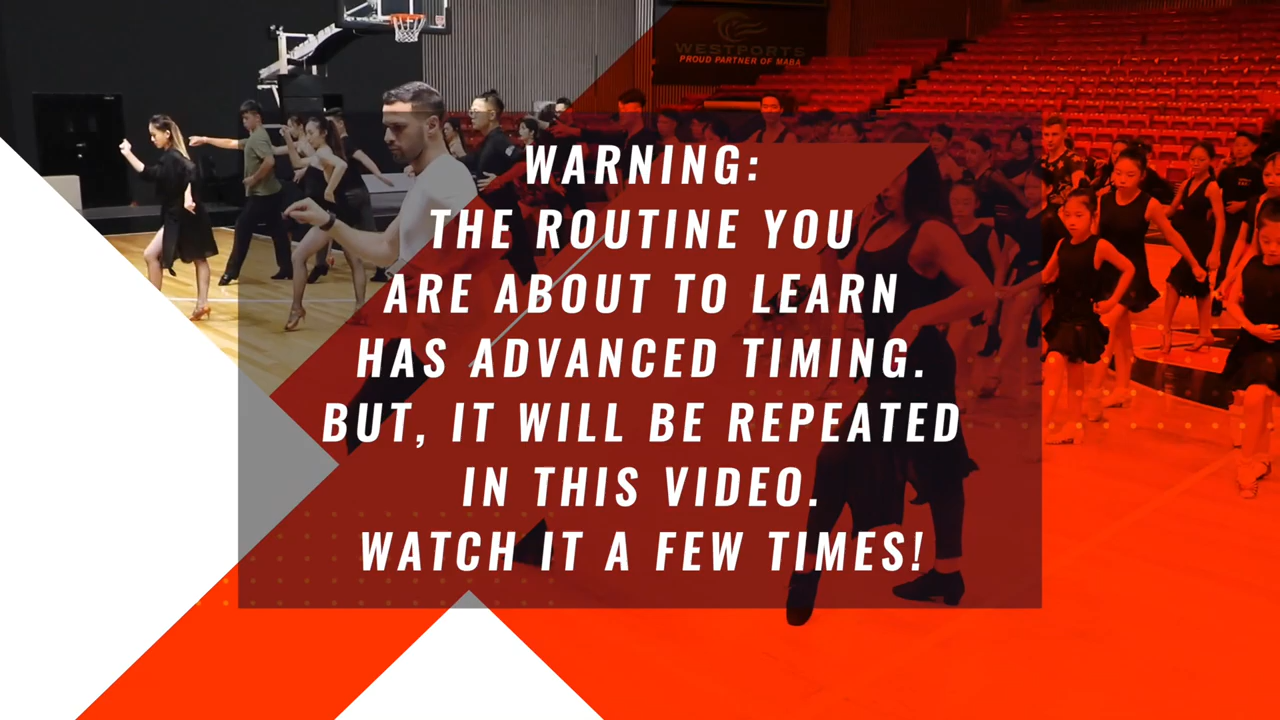 WESTPORTS
PROUD PARTNER OF MABA
WARNING:
THE ROUTINE YOU
ARE ABOUT TO LEARN
HAS ADVANCED TIMING.
BUT, IT WILL BE REPEATED
IN THIS VIDEO.
WATCH IT A FEW TIMES!